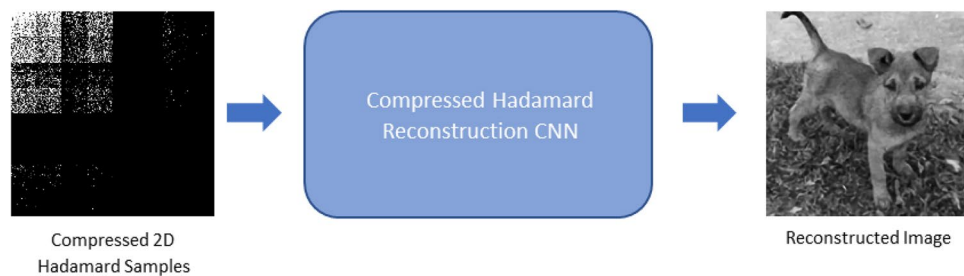 Compressed Hadamard
Reconstruction CNN
Compressed 2D
Hadamard Samples
Reconstructed Image